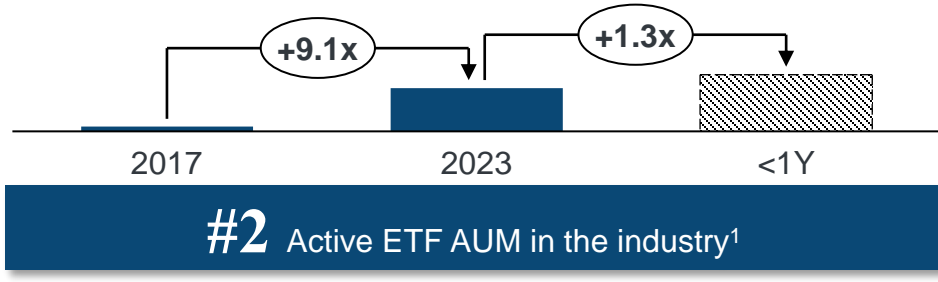 +9.1x
+1.3x
2017
2023
<1Y
#2 Active ETF AUM in the industry¹